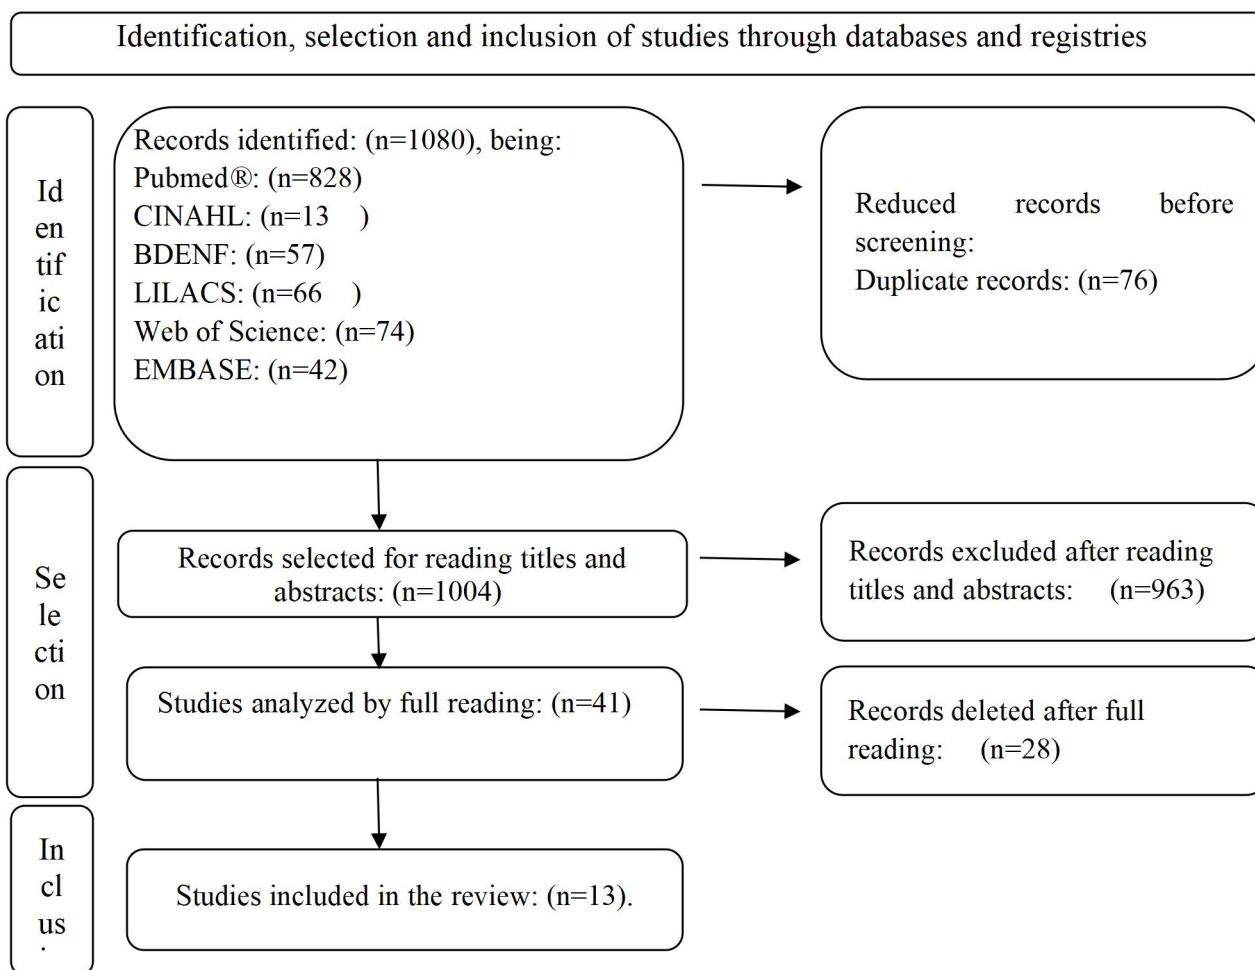 Identification, selection and inclusion of studies through databases and registries
Id
en
tif
ic
ati
on
Records identified: (n=1080), being:
Pubmed®: (n=828)
CINAHL: (n=13 )
BDENF: (n=57)
LILACS: (n=66 )
Web of Science: (n=74)
EMBASE: (n=42)
Reduced records before
screening:
Duplicate records: (n=76)
Se
le
cti
on
Records selected for reading titles and
abstracts: (n=1004)
Records excluded after reading
titles and abstracts: (n=963)
Studies analyzed by full reading: (n=41)
Records deleted after full
reading: (n=28)
In
cl
us
Studies included in the review: (n=13).